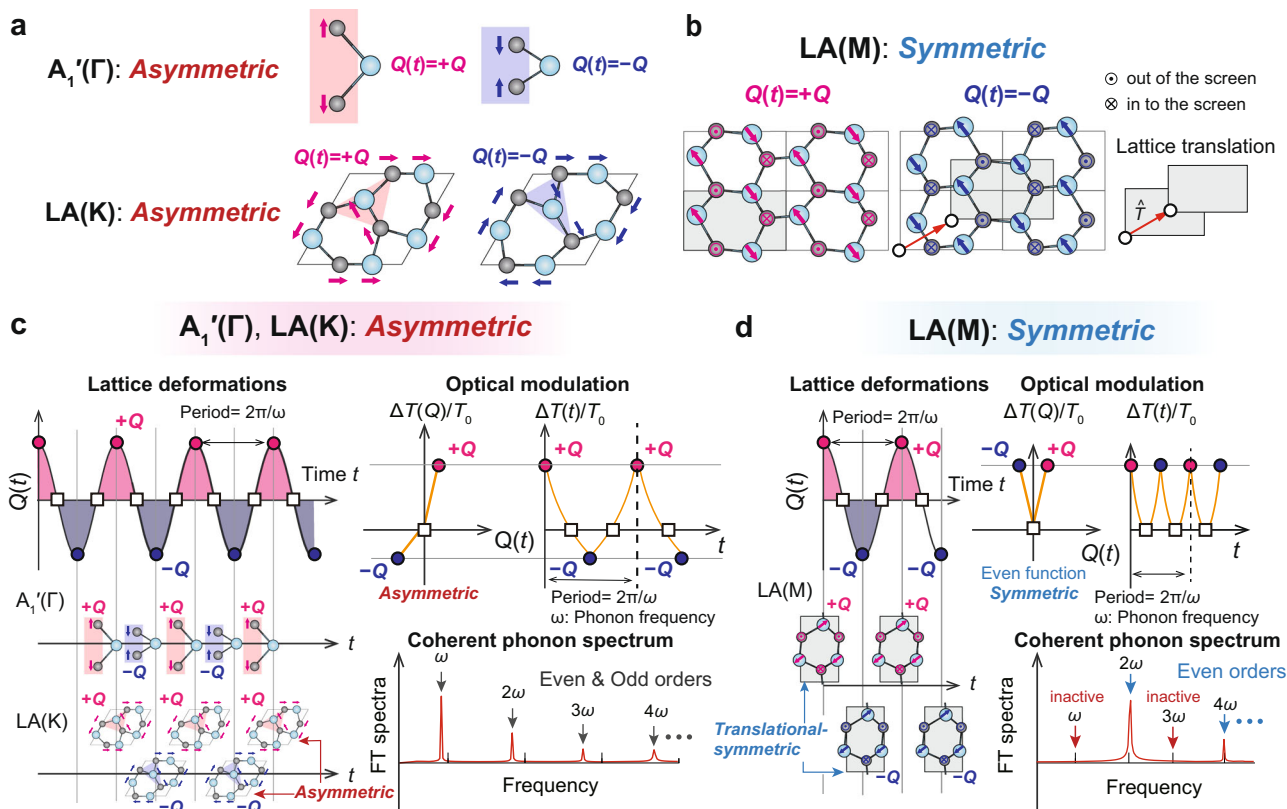 a
A₁′(Γ): Asymmetric
Q(t)=+Q
Q(t)=−Q
LA(K): Asymmetric
Q(t)=+Q
Q(t)=−Q
b
LA(M): Symmetric
Q(t)=+Q
Q(t)=−Q
out of the screen
in to the screen
Lattice translation
T̂
c
A₁′(Γ), LA(K): Asymmetric
Lattice deformations
Period= 2π/ω
+Q
Time t
Q(t)
−Q
A₁′(Γ)
+Q
+Q
+Q
t
−Q
−Q
LA(K)
+Q
+Q
+Q
t
−Q
−Q
Asymmetric
Optical modulation
ΔT(Q)/T₀
+Q
Q(t)
−Q
Asymmetric
ΔT(t)/T₀
+Q
+Q
t
−Q
−Q
Period= 2π/ω
ω: Phonon frequency
Coherent phonon spectrum
ω
Even & Odd orders
2ω
3ω
4ω
FT spectra
Frequency
d
LA(M): Symmetric
Lattice deformations
Period= 2π/ω
+Q
Time t
Q(t)
−Q
LA(M)
+Q
+Q
t
Translational-
symmetric
−Q
−Q
Optical modulation
ΔT(Q)/T₀
−Q
+Q
Q(t)
Even function
Symmetric
ΔT(t)/T₀
t
Period= 2π/ω
ω: Phonon frequency
Coherent phonon spectrum
2ω
Even orders
inactive
inactive
ω
3ω
4ω
FT spectra
Frequency